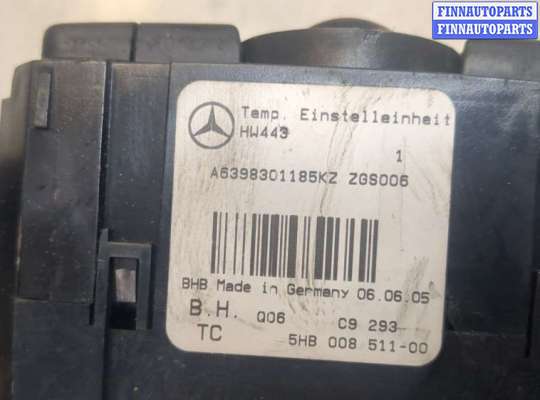 FINNAUTOPARTS
FINNAUTOPARTS
Temp. Einstelleinheit
HW443
1
A6398301185KZ ZGS006
BHB Made in Germany 06.06.05
B.H. Q06 C9 293
TC 5HB 008 511-00